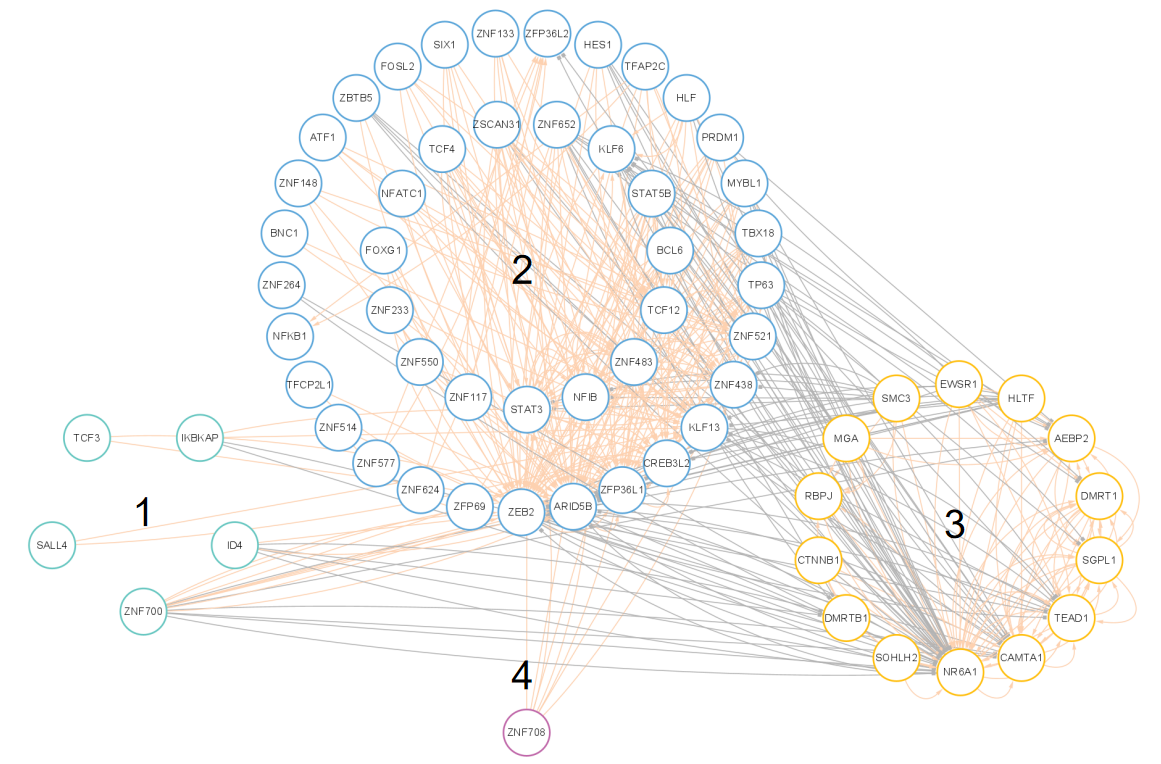 ZNF133
ZFP36L2
SIX1
HES1
FOSL2
TFAP2C
ZBTB5
HLF
ZSCAN31
ZNF652
ATF1
PRDM1
TCF4
KLF6
ZNF148
MYBL1
NFATC1
STAT5B
BNC1
TBX18
FOXG1
BCL6
2
ZNF264
TP63
ZNF233
TCF12
NFKB1
ZNF521
ZNF550
ZNF483
TFCP2L1
ZNF438
EWSR1
ZNF117
NFIB
SMC3
HLTF
STAT3
ZNF514
KLF13
TCF3
IKBKAP
MGA
AEBP2
ZNF577
CREB3L2
ZNF624
ZFP36L1
RBPJ
DMRT1
ZFP69
ZEB2
ARID5B
1
3
SALL4
ID4
CTNNB1
SGPL1
ZNF700
DMRTB1
TEAD1
SOHLH2
CAMTA1
NR6A1
4
ZNF708